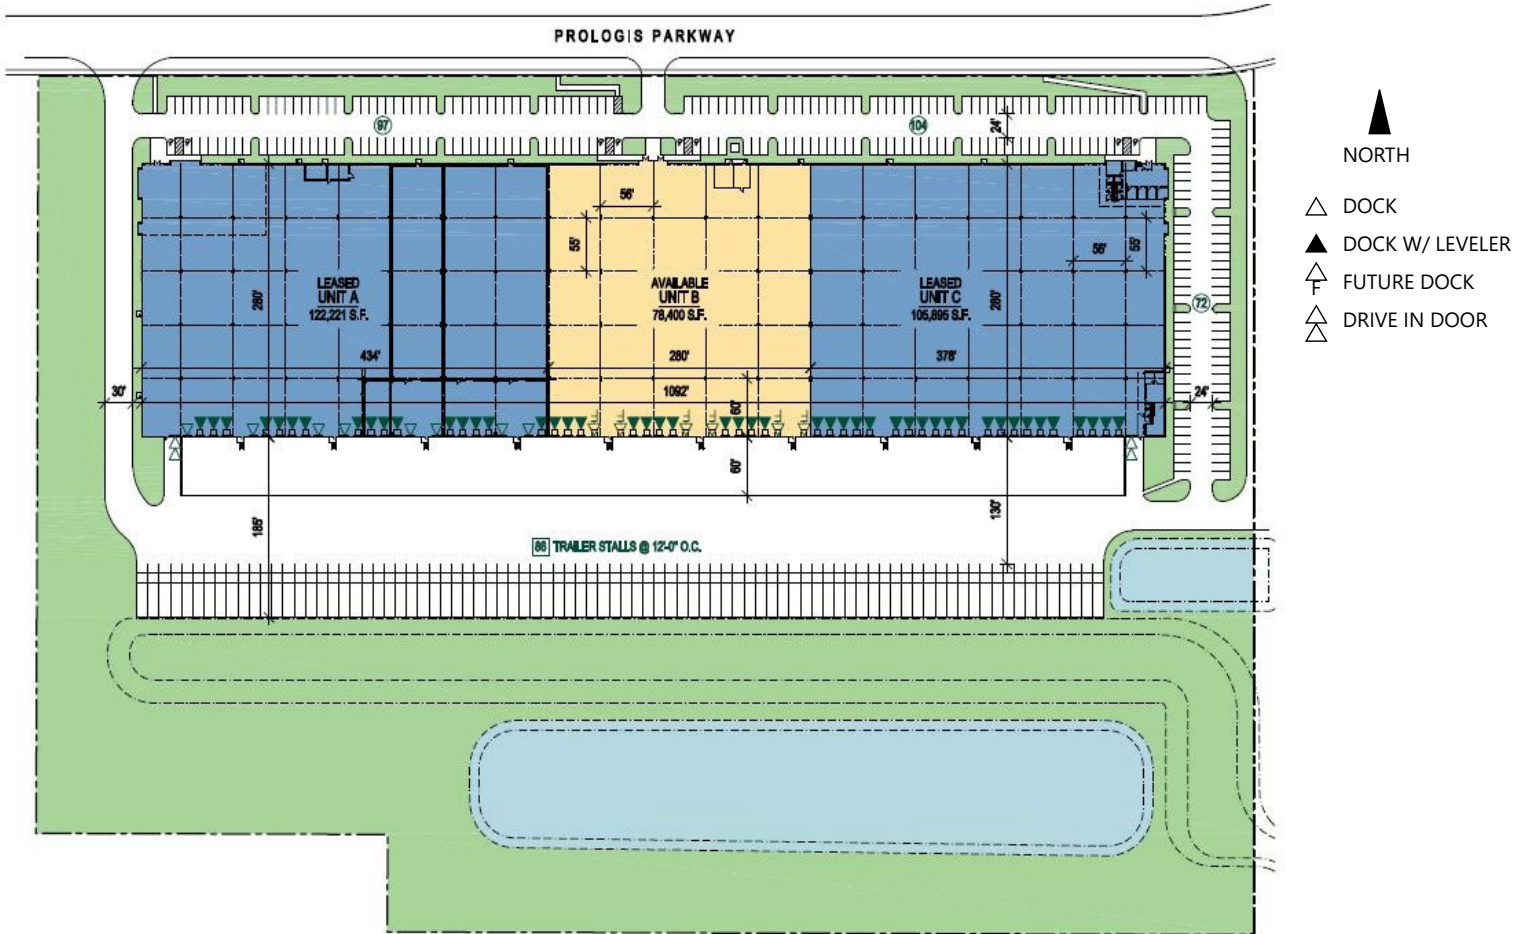 PROLOGIS PARKWAY
97
104
24'
NORTH
DOCK
DOCK W/ LEVELER
F FUTURE DOCK
DRIVE IN DOOR
56'
55'
56'
55'
LEASED
UNIT A
122,221 S.F.
280'
AVAILABLE
UNIT B
78,400 S.F.
LEASED
UNIT C
105,895 S.F.
280'
72
434'
280'
378'
30'
1092'
60'
24'
60'
185'
130'
86 TRAILER STALLS @ 12'-0" O.C.